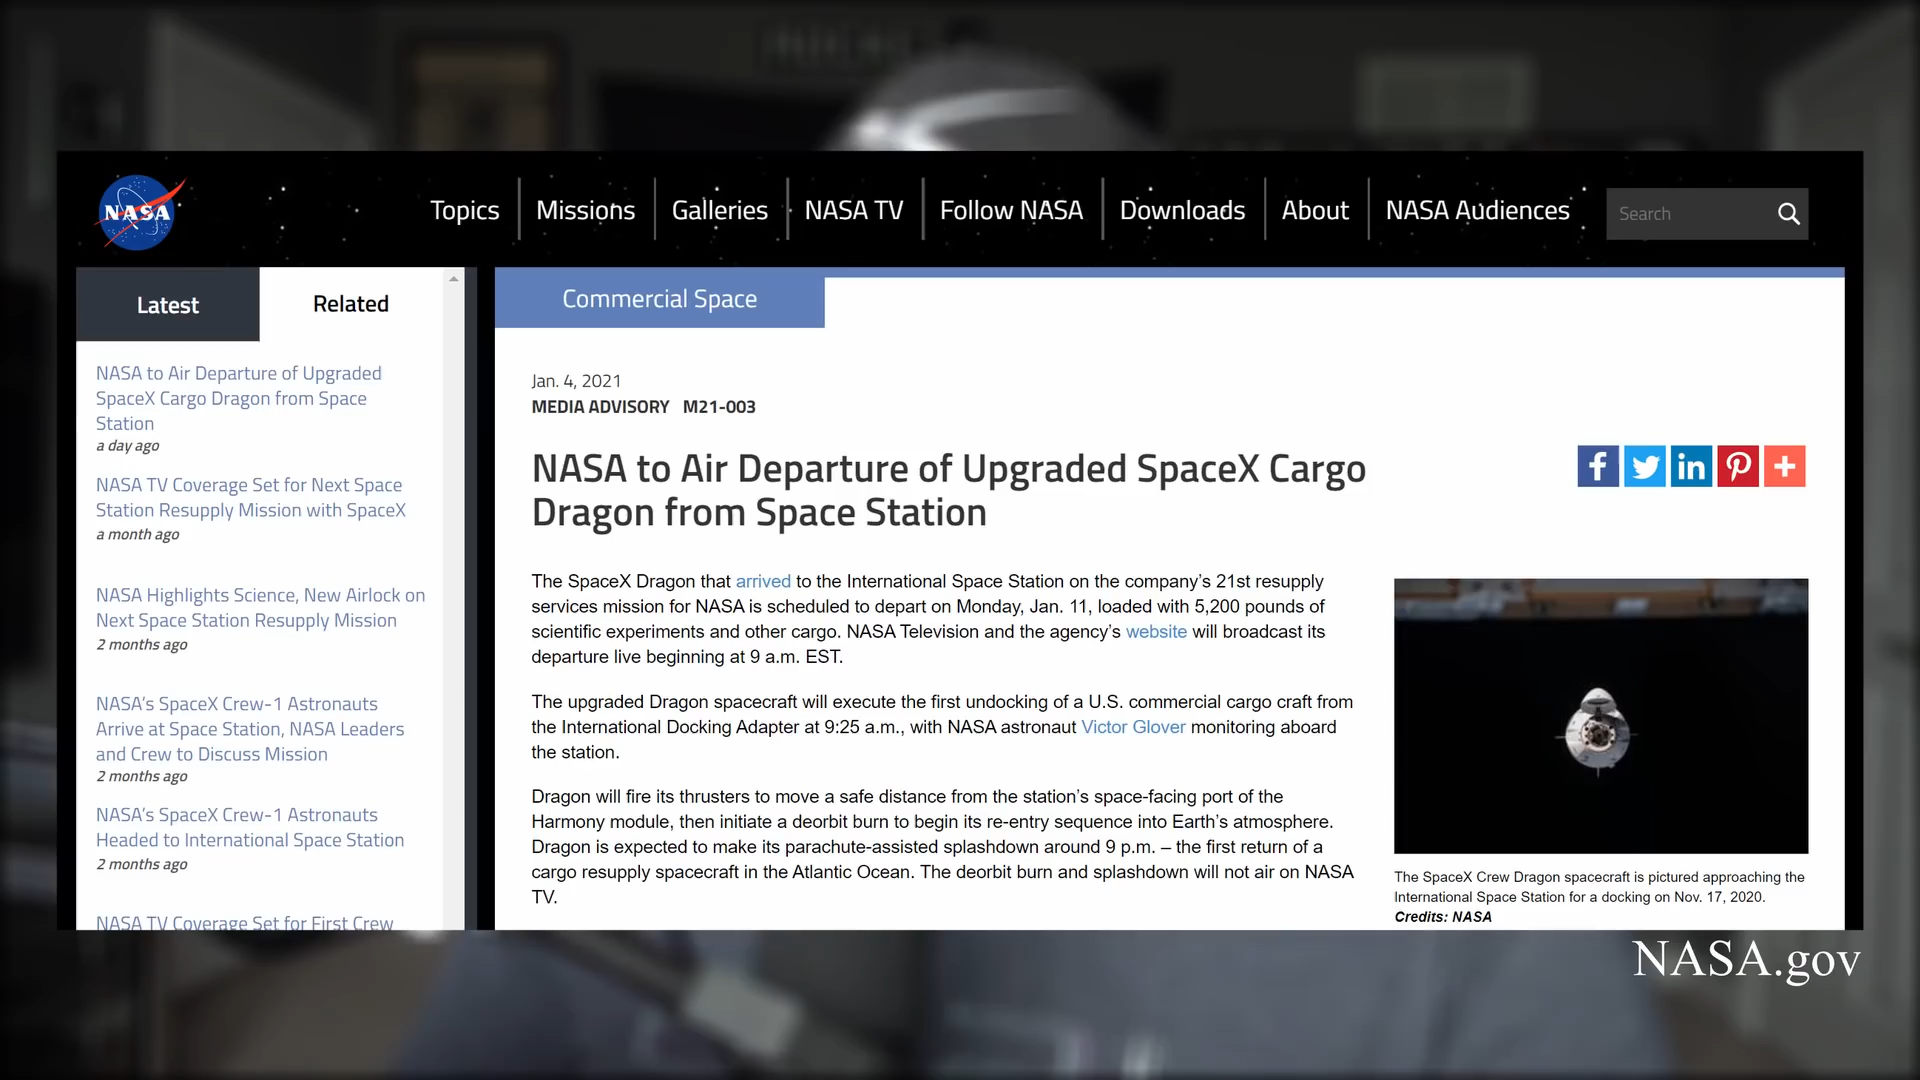 NASA
Topics
Missions
Galleries
NASA TV
Follow NASA
Downloads
About
NASA Audiences
Search
Latest
Related
NASA to Air Departure of Upgraded
SpaceX Cargo Dragon from Space
Station
a day ago
NASA TV Coverage Set for Next Space
Station Resupply Mission with SpaceX
a month ago
NASA Highlights Science, New Airlock on
Next Space Station Resupply Mission
2 months ago
NASA's SpaceX Crew-1 Astronauts
Arrive at Space Station, NASA Leaders
and Crew to Discuss Mission
2 months ago
NASA's SpaceX Crew-1 Astronauts
Headed to International Space Station
2 months ago
NASA TV Coverage Set for First Crew
Commercial Space
Jan. 4, 2021
MEDIA ADVISORY M21-003
NASA to Air Departure of Upgraded SpaceX Cargo
Dragon from Space Station
The SpaceX Dragon that arrived to the International Space Station on the company's 21st resupply
services mission for NASA is scheduled to depart on Monday, Jan. 11, loaded with 5,200 pounds of
scientific experiments and other cargo. NASA Television and the agency's website will broadcast its
departure live beginning at 9 a.m. EST.
The upgraded Dragon spacecraft will execute the first undocking of a U.S. commercial cargo craft from
the International Docking Adapter at 9:25 a.m., with NASA astronaut Victor Glover monitoring aboard
the station.
Dragon will fire its thrusters to move a safe distance from the station's space-facing port of the
Harmony module, then initiate a deorbit burn to begin its re-entry sequence into Earth's atmosphere.
Dragon is expected to make its parachute-assisted splashdown around 9 p.m. – the first return of a
cargo resupply spacecraft in the Atlantic Ocean. The deorbit burn and splashdown will not air on NASA
TV.
The SpaceX Crew Dragon spacecraft is pictured approaching the
International Space Station for a docking on Nov. 17, 2020.
Credits: NASA
NASA.gov